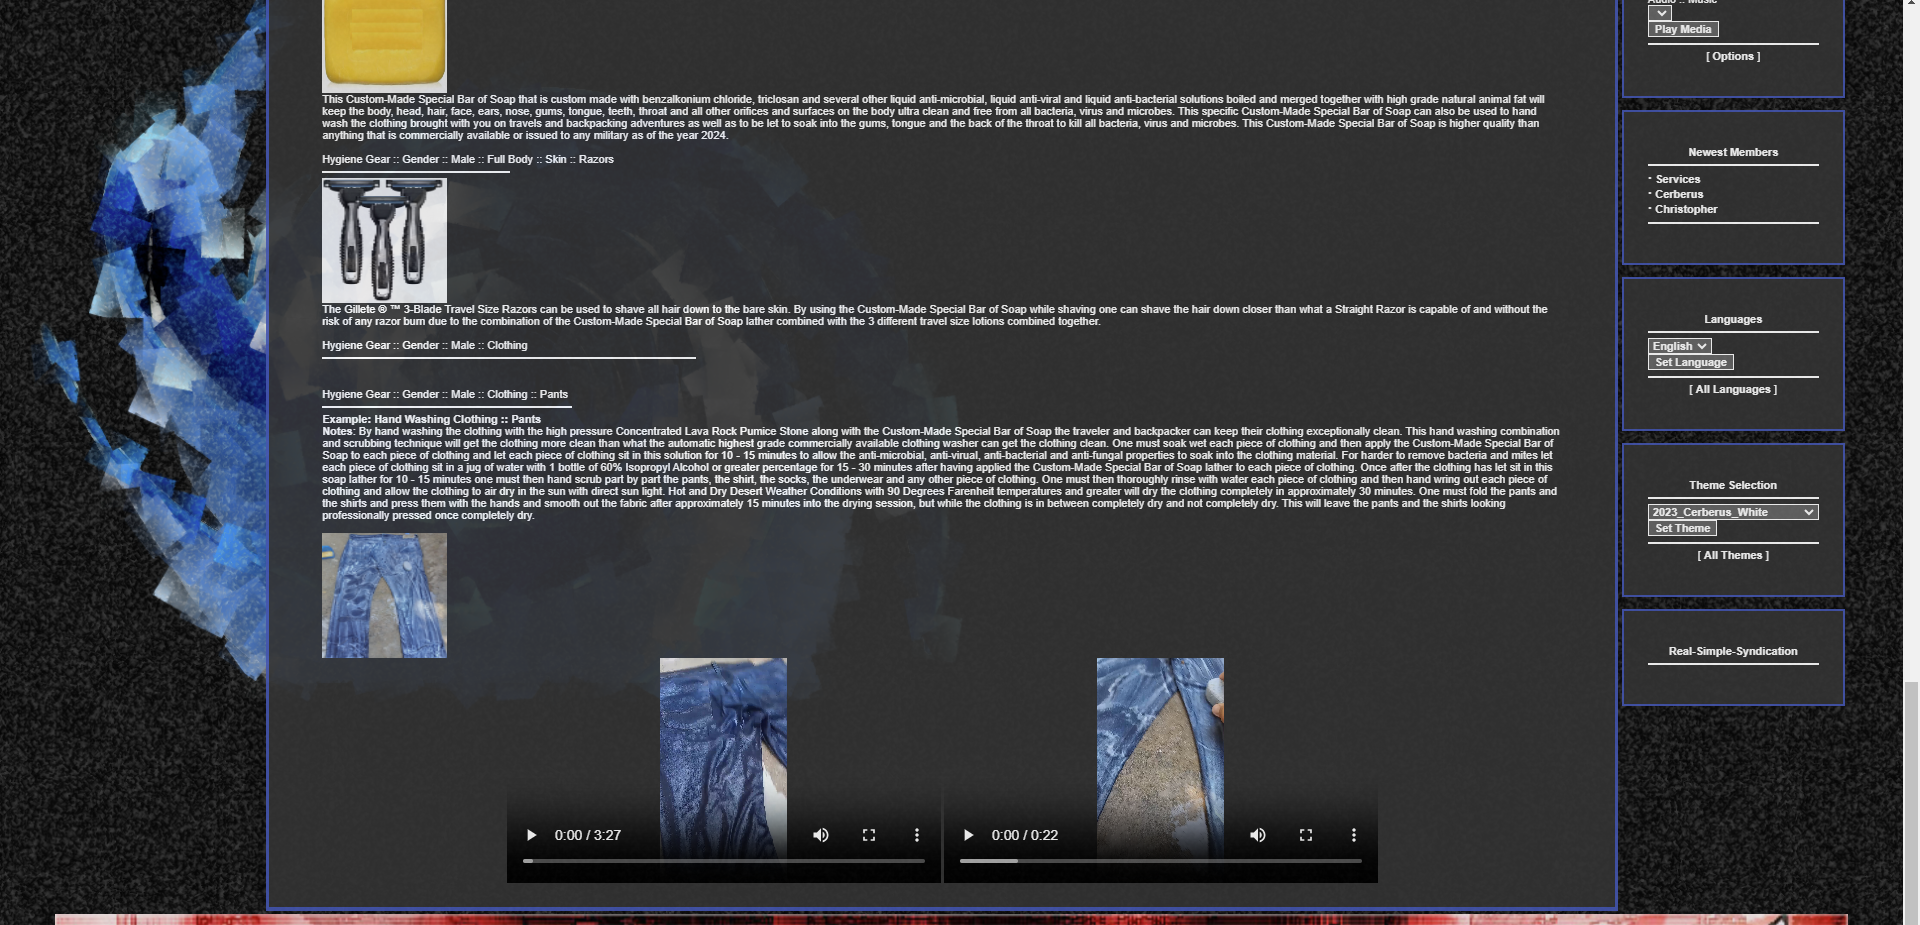 This Custom-Made Special Bar of Soap that is custom made with benzalkonium chloride, triclosan and several other liquid anti-microbial, liquid anti-viral and liquid anti-bacterial solutions boiled and merged together with high grade natural animal fat will
keep the body, head, hair, face, ears, nose, gums, tongue, teeth, throat and all other orifices and surfaces on the body ultra clean and free from all bacteria, virus and microbes. This specific Custom-Made Special Bar of Soap can also be used to hand
wash the clothing brought with you on travels and backpacking adventures as well as to be let to soak into the gums, tongue and the back of the throat to kill all bacteria, virus and microbes. This Custom-Made Special Bar of Soap is higher quality than
anything that is commercially available or issued to any military as of the year 2024.
Hygiene Gear :: Gender :: Male :: Full Body :: Skin :: Razors
The Gillete ® ™ 3-Blade Travel Size Razors can be used to shave all hair down to the bare skin. By using the Custom-Made Special Bar of Soap while shaving one can shave the hair down closer than what a Straight Razor is capable of and without the
risk of any razor burn due to the combination of the Custom-Made Special Bar of Soap lather combined with the 3 different travel size lotions combined together.
Hygiene Gear :: Gender :: Male :: Clothing
Hygiene Gear :: Gender :: Male :: Clothing :: Pants
Example: Hand Washing Clothing :: Pants
Notes: By hand washing the clothing with the high pressure Concentrated Lava Rock Pumice Stone along with the Custom-Made Special Bar of Soap the traveler and backpacker can keep their clothing exceptionally clean. This hand washing combination
and scrubbing technique will get the clothing more clean than what the automatic highest grade commercially available clothing washer can get the clothing clean. One must soak wet each piece of clothing and then apply the Custom-Made Special Bar of
Soap to each piece of clothing and let each piece of clothing sit in this solution for 10 - 15 minutes to allow the anti-microbial, anti-virual, anti-bacterial and anti-fungal properties to soak into the clothing material. For harder to remove bacteria and miles let
each piece of clothing sit in a jug of water with 1 bottle of 60% Isopropyl Alcohol or greater percentage for 15 - 30 minutes after having applied the Custom-Made Special Bar of Soap lather to each piece of clothing. Once after the clothing has let sit in this
soap lather for 10 - 15 minutes one must then hand scrub part by part the pants, the shirt, the socks, the underwear and any other piece of clothing. One must then thoroughly rinse with water each piece of clothing and then hand wring out each piece of
clothing and allow the clothing to air dry in the sun with direct sun light. Hot and Dry Desert Weather Conditions with 90 Degrees Farenheit temperatures and greater will dry the clothing completely in approximately 30 minutes. One must fold the pants and
the shirts and press them with the hands and smooth out the fabric after approximately 15 minutes into the drying session, but while the clothing is in between completely dry and not completely dry. This will leave the pants and the shirts looking
professionally pressed once completely dry.
0:00 / 3:27
0:00 / 0:22
Audio :: Music
Play Media
[ Options ]
Newest Members
· Services
· Cerberus
· Christopher
Languages
English
Set Language
[ All Languages ]
Theme Selection
2023_Cerberus_White
Set Theme
[ All Themes ]
Real-Simple-Syndication